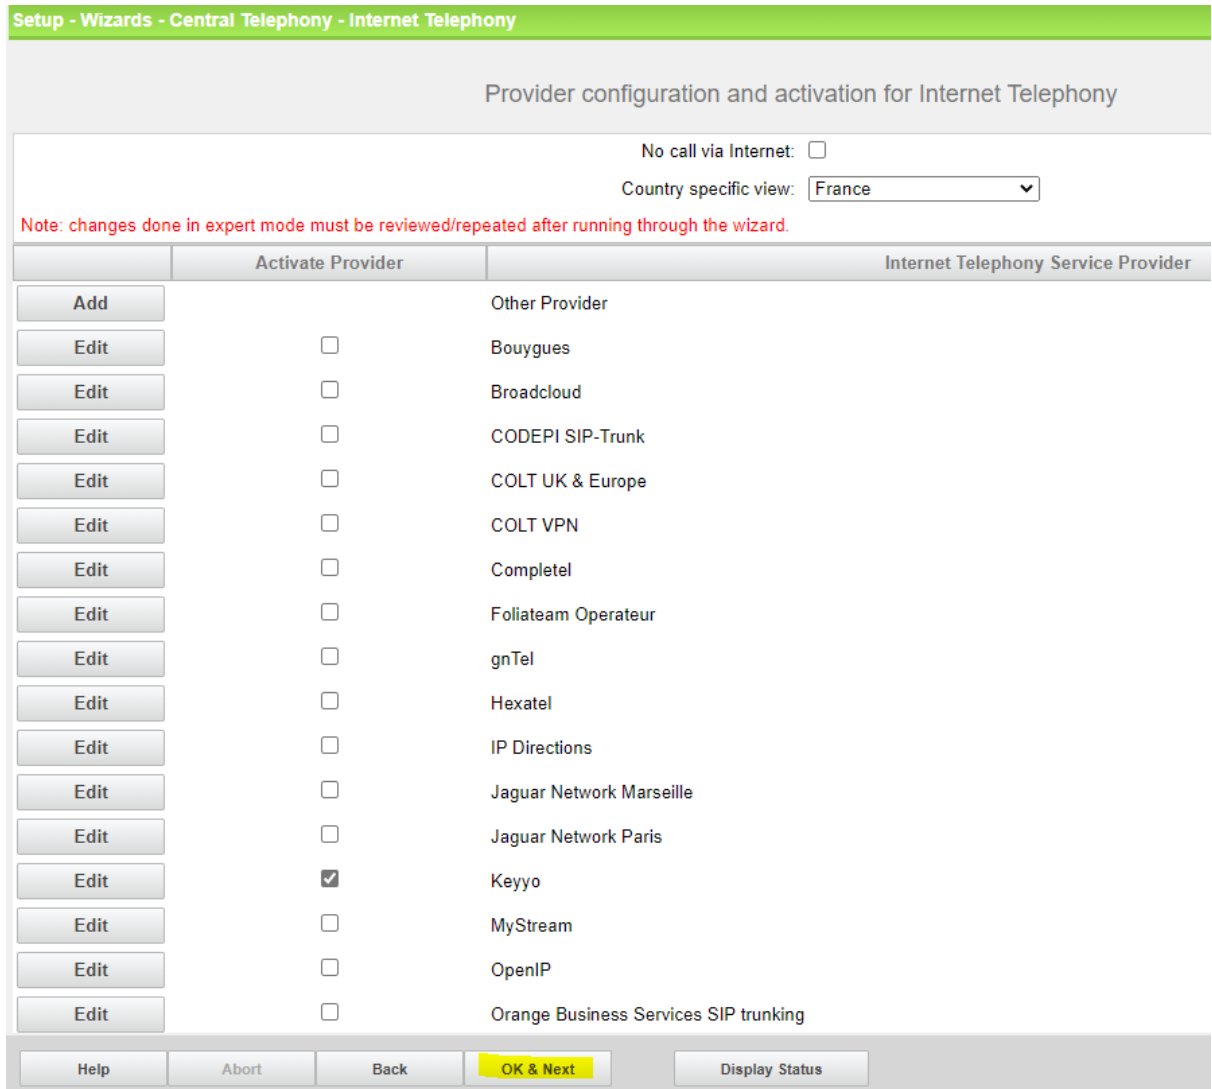 Setup - Wizards - Central Telephony - Internet Telephony
Provider configuration and activation for Internet Telephony
No call via Internet:
Country specific view: France
Note: changes done in expert mode must be reviewed/repeated after running through the wizard.
Activate Provider Internet Telephony Service Provider
Add Other Provider
Edit Bouygues
Edit Broadcloud
Edit CODEPI SIP-Trunk
Edit COLT UK & Europe
Edit COLT VPN
Edit Completel
Edit Foliateam Operateur
Edit gnTel
Edit Hexatel
Edit IP Directions
Edit Jaguar Network Marseille
Edit Jaguar Network Paris
Edit Keyyo
Edit MyStream
Edit OpenIP
Edit Orange Business Services SIP trunking
Help Abort Back OK & Next Display Status